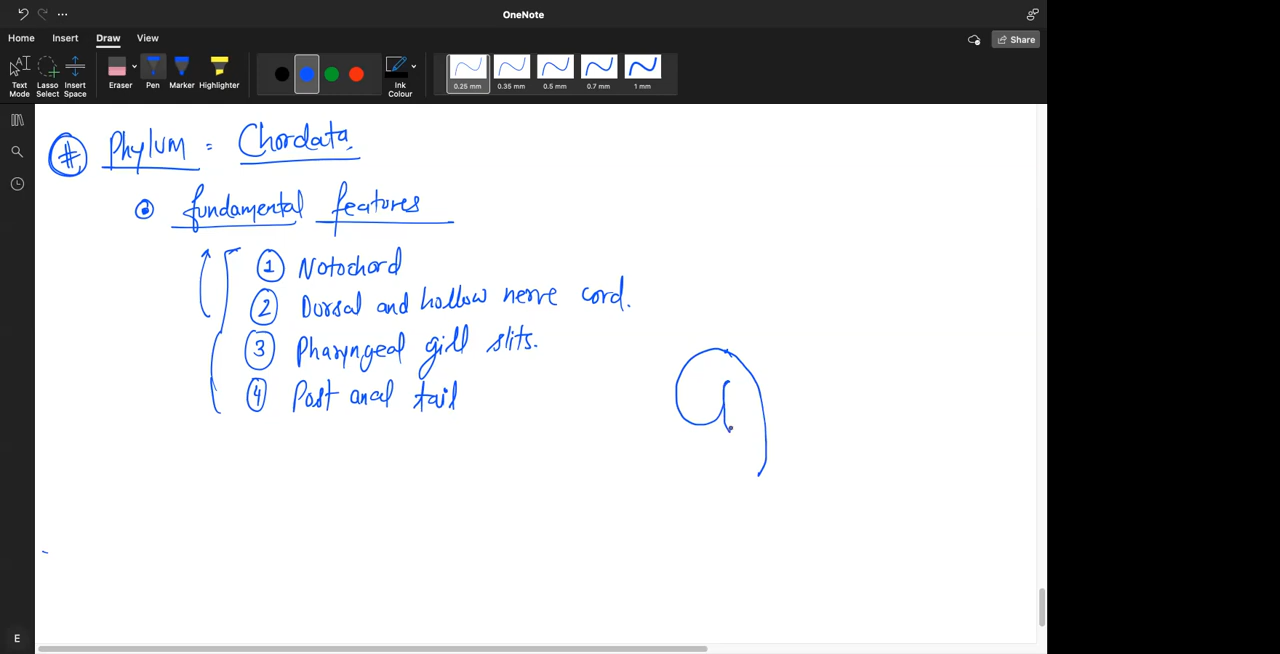 OneNote
Home Insert Draw View
Share
Text Mode
Lasso Select
Insert Space
Eraser
Pen
Marker
Highlighter
Ink Colour
0.25 mm
0.35 mm
0.5 mm
0.7 mm
1 mm
# Phylum = Chordata
fundamental features
1 Notochord
2 Dorsal and hollow nerve cord.
3 Pharyngeal gill slits.
4 Post anal tail
E